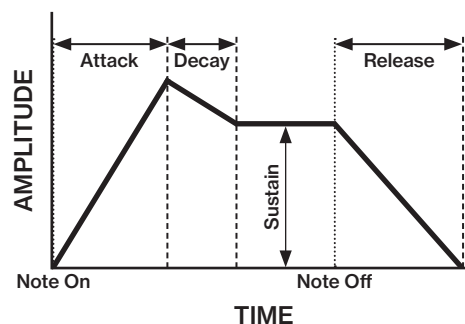 Attack
Decay
Release
AMPLITUDE
Sustain
Note On
Note Off
TIME